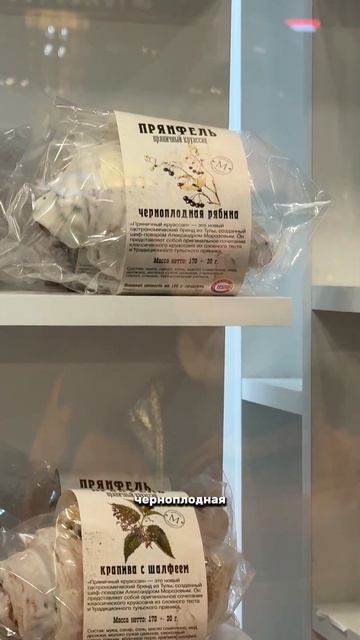 ПРЯНФЕЛЬ
пряничный круассан
М
черноплодная рябина
«Пряничный круассан» — это новый
гастрономический бренд из Тулы, созданный
шеф-поваром Александром Морозовым. Он
представляет собой оригинальное сочетание
классического круассана из слоеного теста
и традиционного тульского пряника.
Масса нетто: 170 +- 20 г.
черноплодная
ПРЯНФЕЛЬ
пряничный
М
крапива с шалфеем
«Пряничный круассан» — это новый
гастрономический бренд из Тулы, созданный
шеф-поваром Александром Морозовым. Он
представляет собой оригинальное сочетание
классического круассана из слоеного теста
и традиционного тульского пряника.
Масса нетто: 170 +- 20 г.